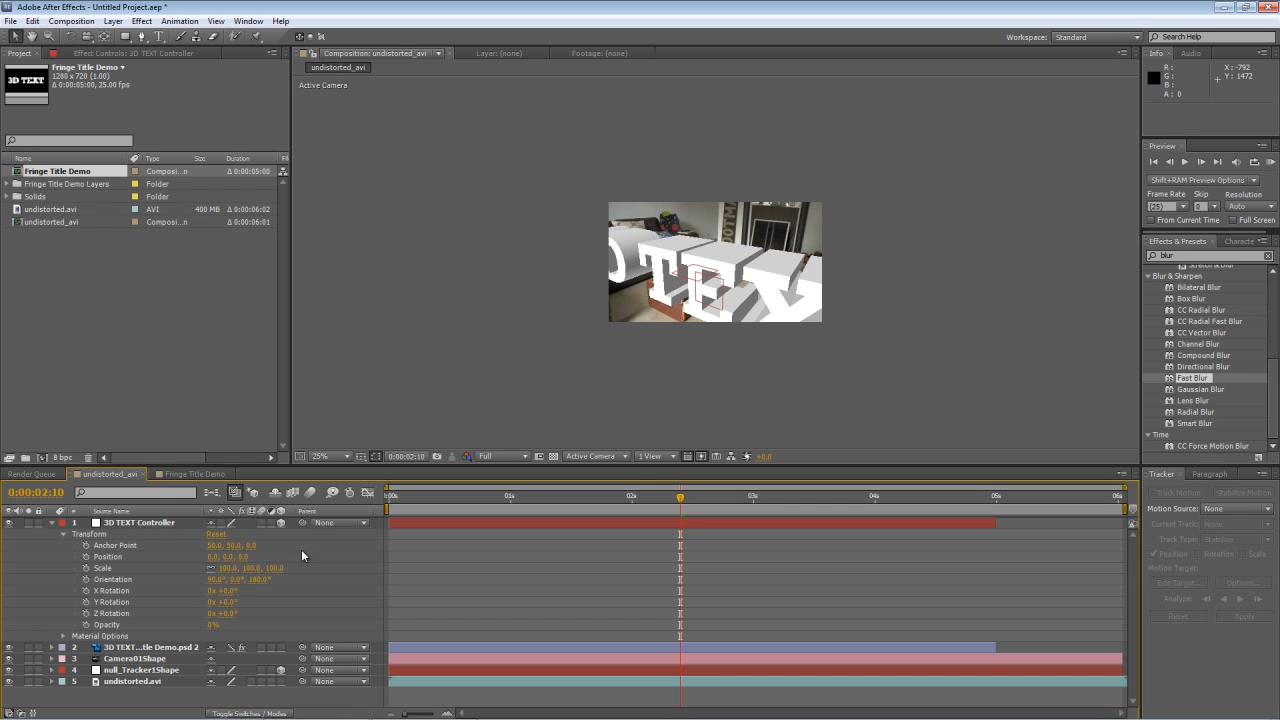 Adobe After Effects - Untitled Project.aep *
File Edit Composition Layer Effect Animation View Window Help
Workspace: Standard
Search Help
Project Effect Controls: 3D TEXT Controller
Fringe Title Demo
1280 x 720 (1.00)
Δ 0:00:05:00, 25.00 fps
3D TEXT
Name Type Size Duration
Fringe Title Demo Composi...n Δ 0:00:05:00
Fringe Title Demo Layers Folder
Solids Folder
undistorted.avi AVI 400 MB Δ 0:00:06:02
undistorted_avi Composi...n Δ 0:00:06:01
8 bpc
Composition: undistorted_avi Layer: (none) Footage: (none)
undistorted_avi
Active Camera
25% 0:00:02:10 Full Active Camera 1 View +0.0
Info Audio
R: X: -792
G: Y: 1472
B:
A: 0
Preview
Shift+RAM Preview Options
Frame Rate Skip Resolution
(25) 0 Auto
From Current Time Full Screen
Effects & Presets Characte
blur
Blur & Sharpen
Bilateral Blur
Box Blur
CC Radial Blur
CC Radial Fast Blur
CC Vector Blur
Channel Blur
Compound Blur
Directional Blur
Fast Blur
Gaussian Blur
Lens Blur
Radial Blur
Smart Blur
Time
CC Force Motion Blur
Render Queue undistorted_avi Fringe Title Demo
0:00:02:10
# Source Name Parent
:00s 01s 02s 03s 04s 05s 06s
1 3D TEXT Controller None
Transform Reset
Anchor Point 50.0, 50.0, 0.0
Position 0.0, 0.0, 0.0
Scale 100.0, 100.0, 100.0
Orientation 90.0°, 0.0°, 180.0°
X Rotation 0x +0.0°
Y Rotation 0x +0.0°
Z Rotation 0x +0.0°
Opacity 0%
Material Options
2 3D TEXT...tle Demo.psd 2 None
3 Camera01Shape None
4 null_Tracker1Shape None
5 undistorted.avi None
Toggle Switches / Modes
Tracker Paragraph
Track Motion Stabilize Motion
Motion Source: None
Current Track:
Track Type: Stabilize
Position Rotation Scale
Motion Target:
Edit Target... Options...
Analyze:
Reset Apply